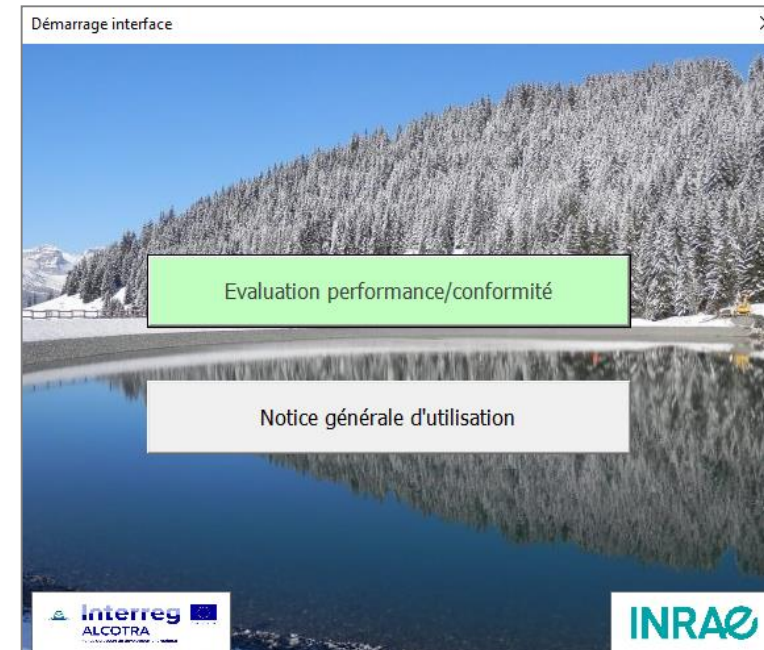 Démarrage interface
Evaluation performance/conformité
Notice générale d'utilisation
Interreg
ALCOTRA
INRAE